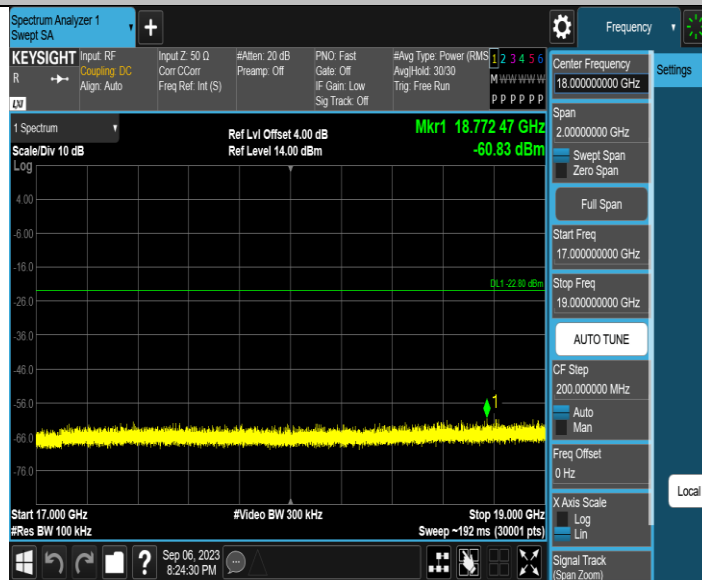 Spectrum Analyzer 1
Swept SA
+
Frequency
KEYSIGHT
R
LXI
Input: RF
Coupling: DC
Align: Auto
Input Z: 50 Ω
Corr CCorr
Freq Ref: Int (S)
#Atten: 20 dB
Preamp: Off
PNO: Fast
Gate: Off
IF Gain: Low
Sig Track: Off
#Avg Type: Power (RMS
Avg|Hold: 30/30
Trig: Free Run
1 2 3 4 5 6
M W W W W W
P P P P P P
1 Spectrum
Scale/Div 10 dB
Log
Ref Lvl Offset 4.00 dB
Ref Level 14.00 dBm
Mkr1 18.772 47 GHz
-60.83 dBm
4.00
-6.00
-16.0
DL1 -22.80 dBm
-26.0
-36.0
-46.0
-56.0
1
-66.0
-76.0
Start 17.000 GHz
#Res BW 100 kHz
#Video BW 300 kHz
Stop 19.000 GHz
Sweep ~192 ms (30001 pts)
Sep 06, 2023
8:24:30 PM
?
Center Frequency
18.00000000 GHz
Settings
Span
2.00000000 GHz
Swept Span
Zero Span
Full Span
Start Freq
17.000000000 GHz
Stop Freq
19.000000000 GHz
AUTO TUNE
CF Step
200.000000 MHz
Auto
Man
Freq Offset
0 Hz
X Axis Scale
Log
Lin
Local
Signal Track
(Span Zoom)